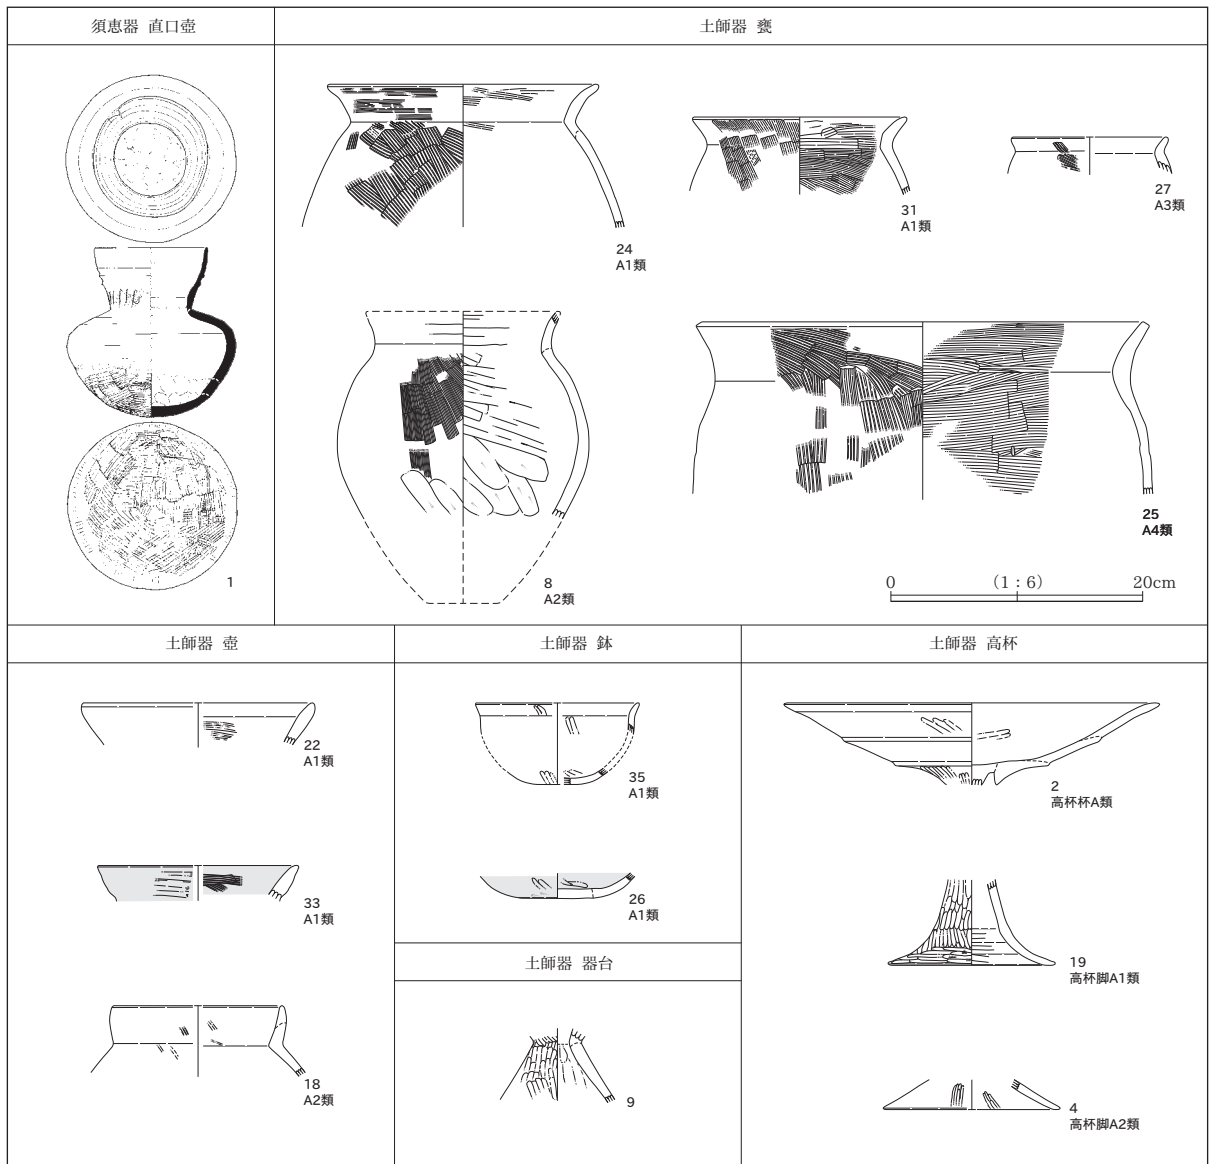 須恵器 直口壺
土師器 甕
24
A1類
31
A1類
27
A3類
1
8
A2類
25
A4類
0 (1:6) 20cm
土師器 壺
土師器 鉢
土師器 高杯
22
A1類
33
A1類
18
A2類
35
A1類
26
A1類
土師器 器台
9
2
高杯杯A類
19
高杯脚A1類
4
高杯脚A2類